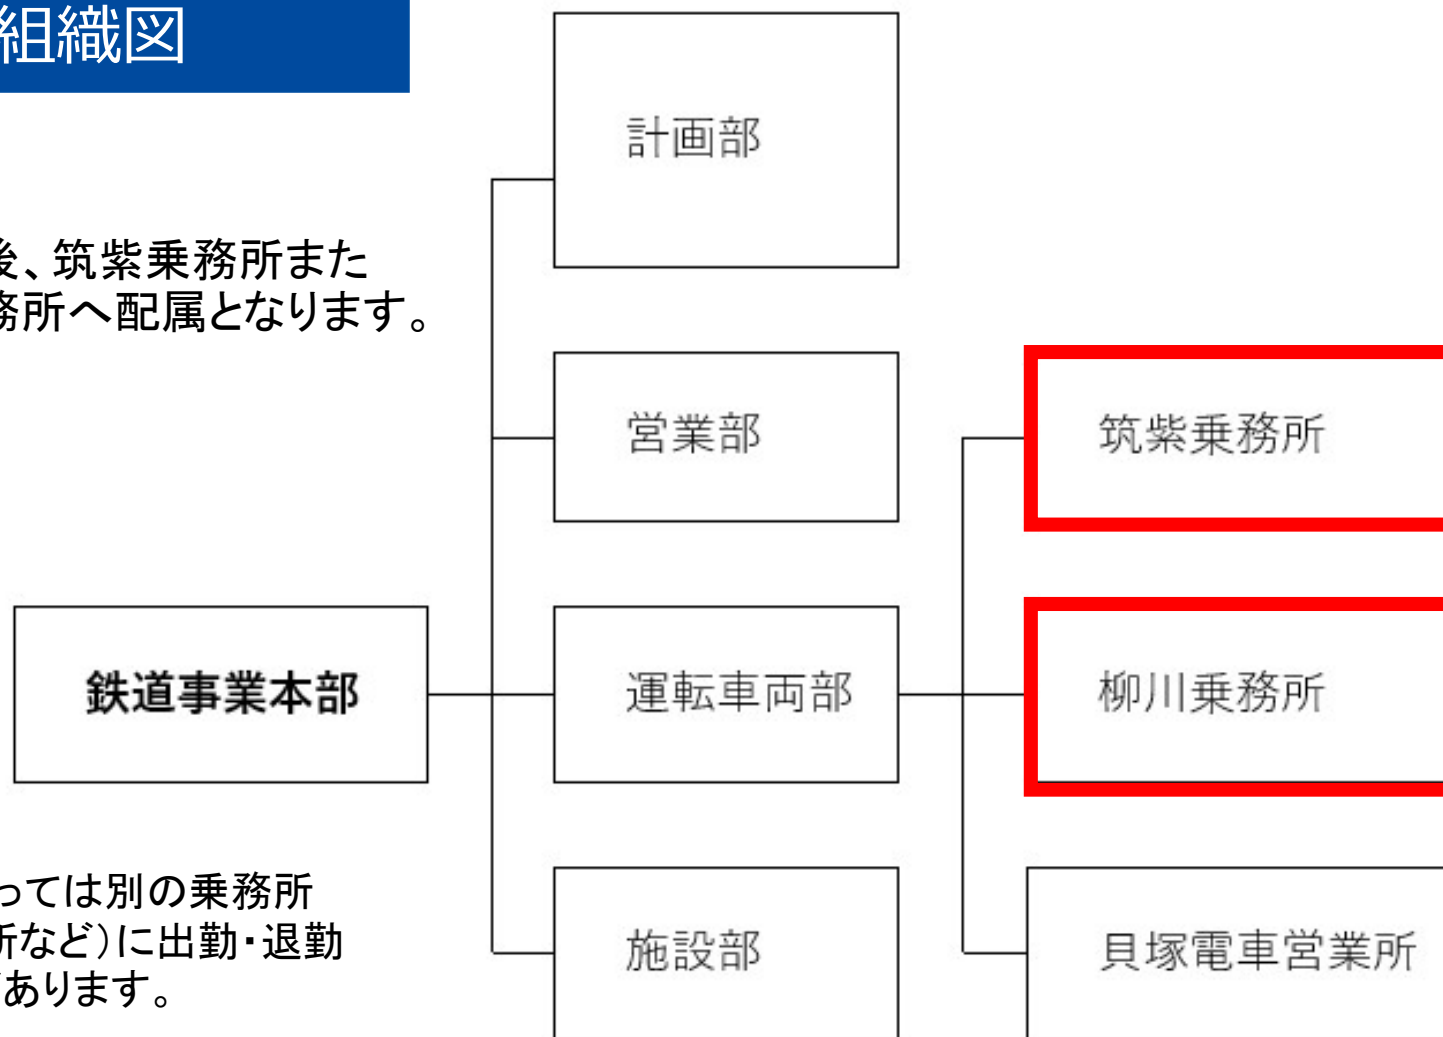 組織図
計画部
後、筑紫乗務所また
務所へ配属となります。
営業部
筑紫乗務所
鉄道事業本部
運転車両部
柳川乗務所
っては別の乗務所
所など)に出勤・退勤
があります。
施設部
貝塚電車営業所